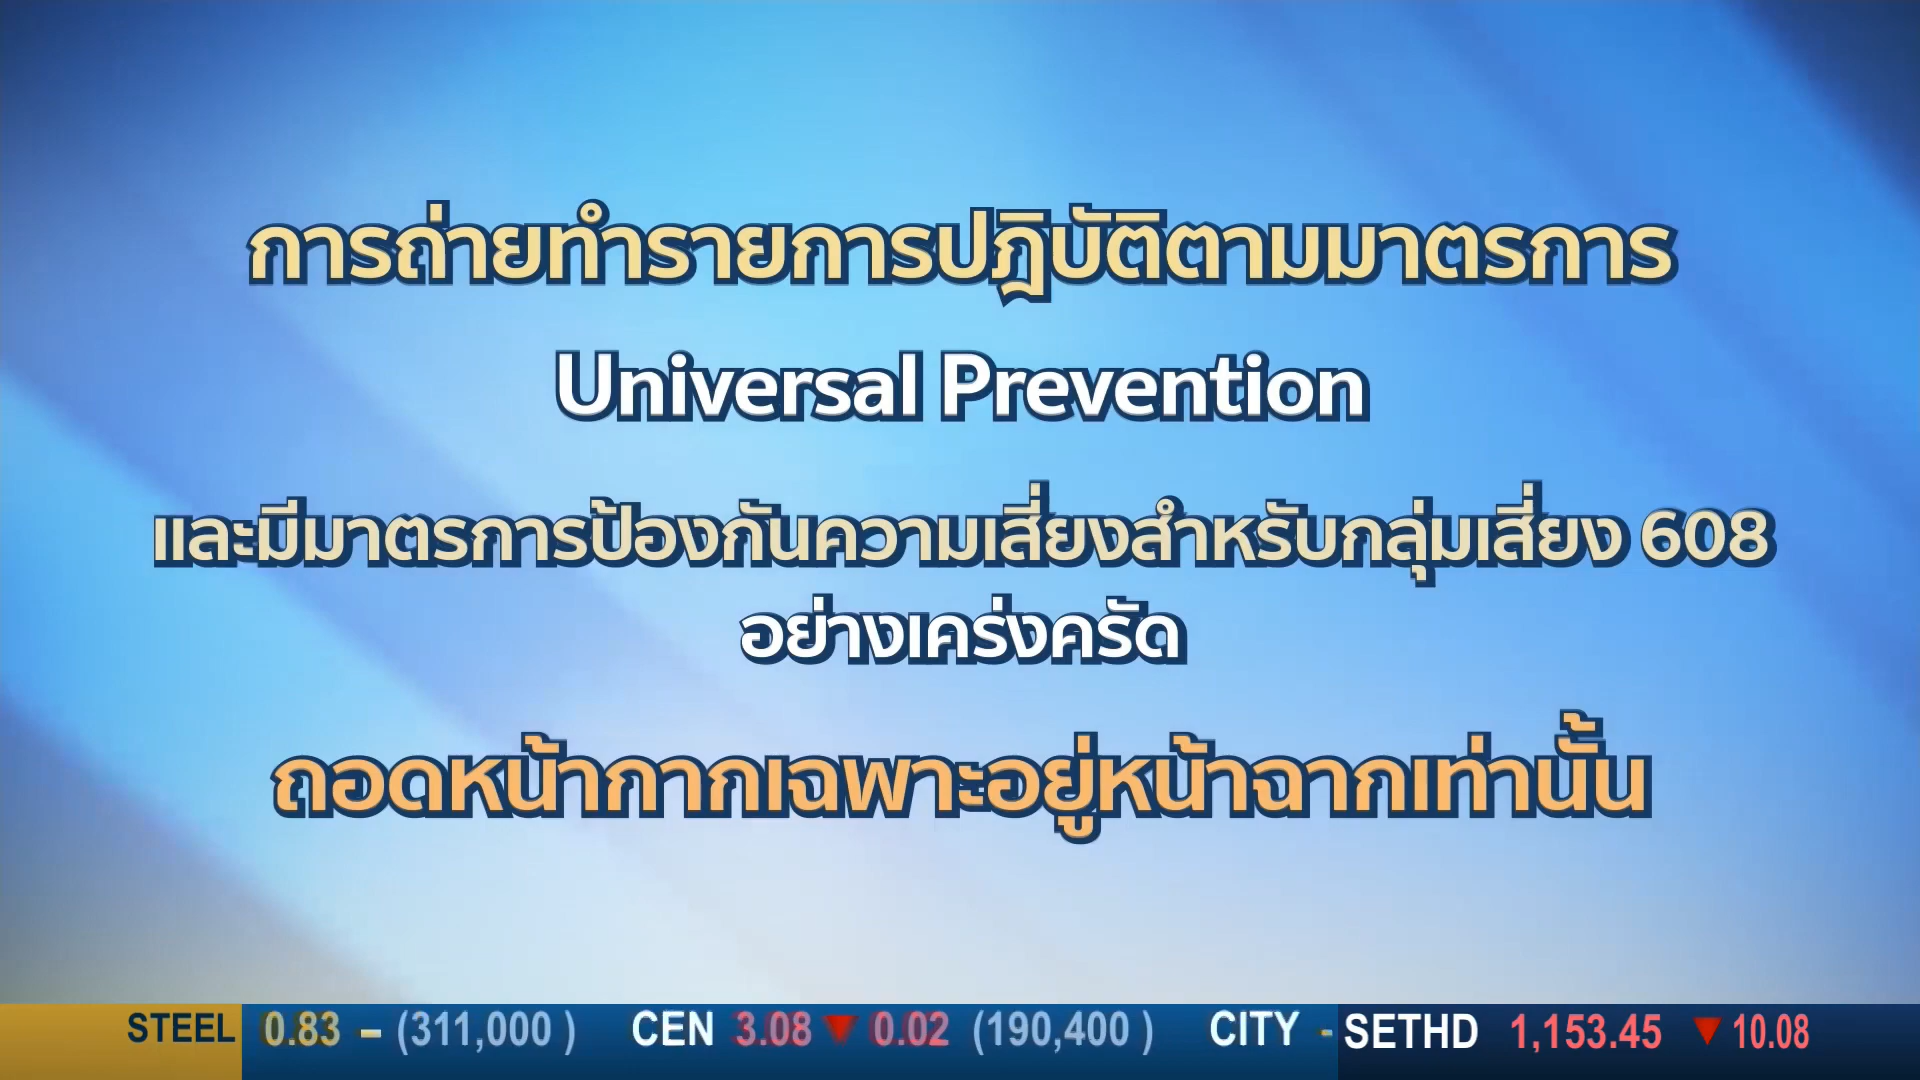 การถ่ายทำรายการปฏิบัติตามมาตรการ
Universal Prevention
และมีมาตรการป้องกันความเสี่ยงสำหรับกลุ่มเสี่ยง 608
อย่างเคร่งครัด
ถอดหน้ากากเฉพาะอยู่หน้าฉากเท่านั้น
STEEL 0.83 – (311,000 ) CEN 3.08 ▼ 0.02 (190,400 ) CITY - SETHD 1,153.45 ▼ 10.08